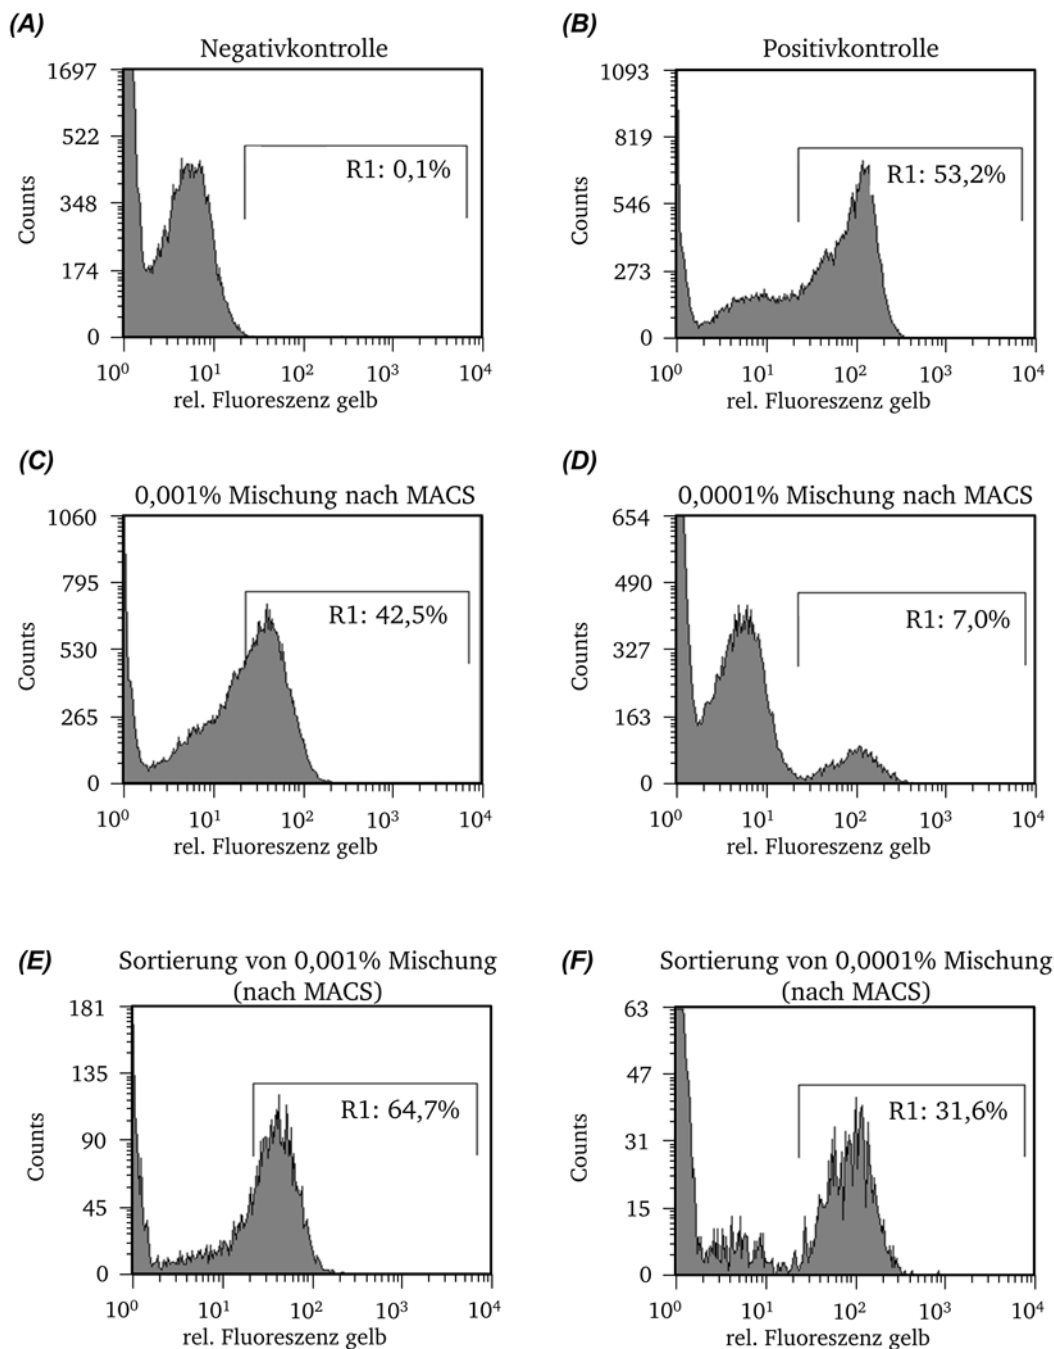 (A)
Negativkontrolle
1697
522
348
174
0
Counts
R1: 0,1%
10⁰ 10¹ 10² 10³ 10⁴
rel. Fluoreszenz gelb
(B)
Positivkontrolle
1093
819
546
273
0
Counts
R1: 53,2%
10⁰ 10¹ 10² 10³ 10⁴
rel. Fluoreszenz gelb
(C)
0,001% Mischung nach MACS
1060
795
530
265
0
Counts
R1: 42,5%
10⁰ 10¹ 10² 10³ 10⁴
rel. Fluoreszenz gelb
(D)
0,0001% Mischung nach MACS
654
490
327
163
0
Counts
R1: 7,0%
10⁰ 10¹ 10² 10³ 10⁴
rel. Fluoreszenz gelb
(E)
Sortierung von 0,001% Mischung
(nach MACS)
181
135
90
45
0
Counts
R1: 64,7%
10⁰ 10¹ 10² 10³ 10⁴
rel. Fluoreszenz gelb
(F)
Sortierung von 0,0001% Mischung
(nach MACS)
63
47
31
15
0
Counts
R1: 31,6%
10⁰ 10¹ 10² 10³ 10⁴
rel. Fluoreszenz gelb